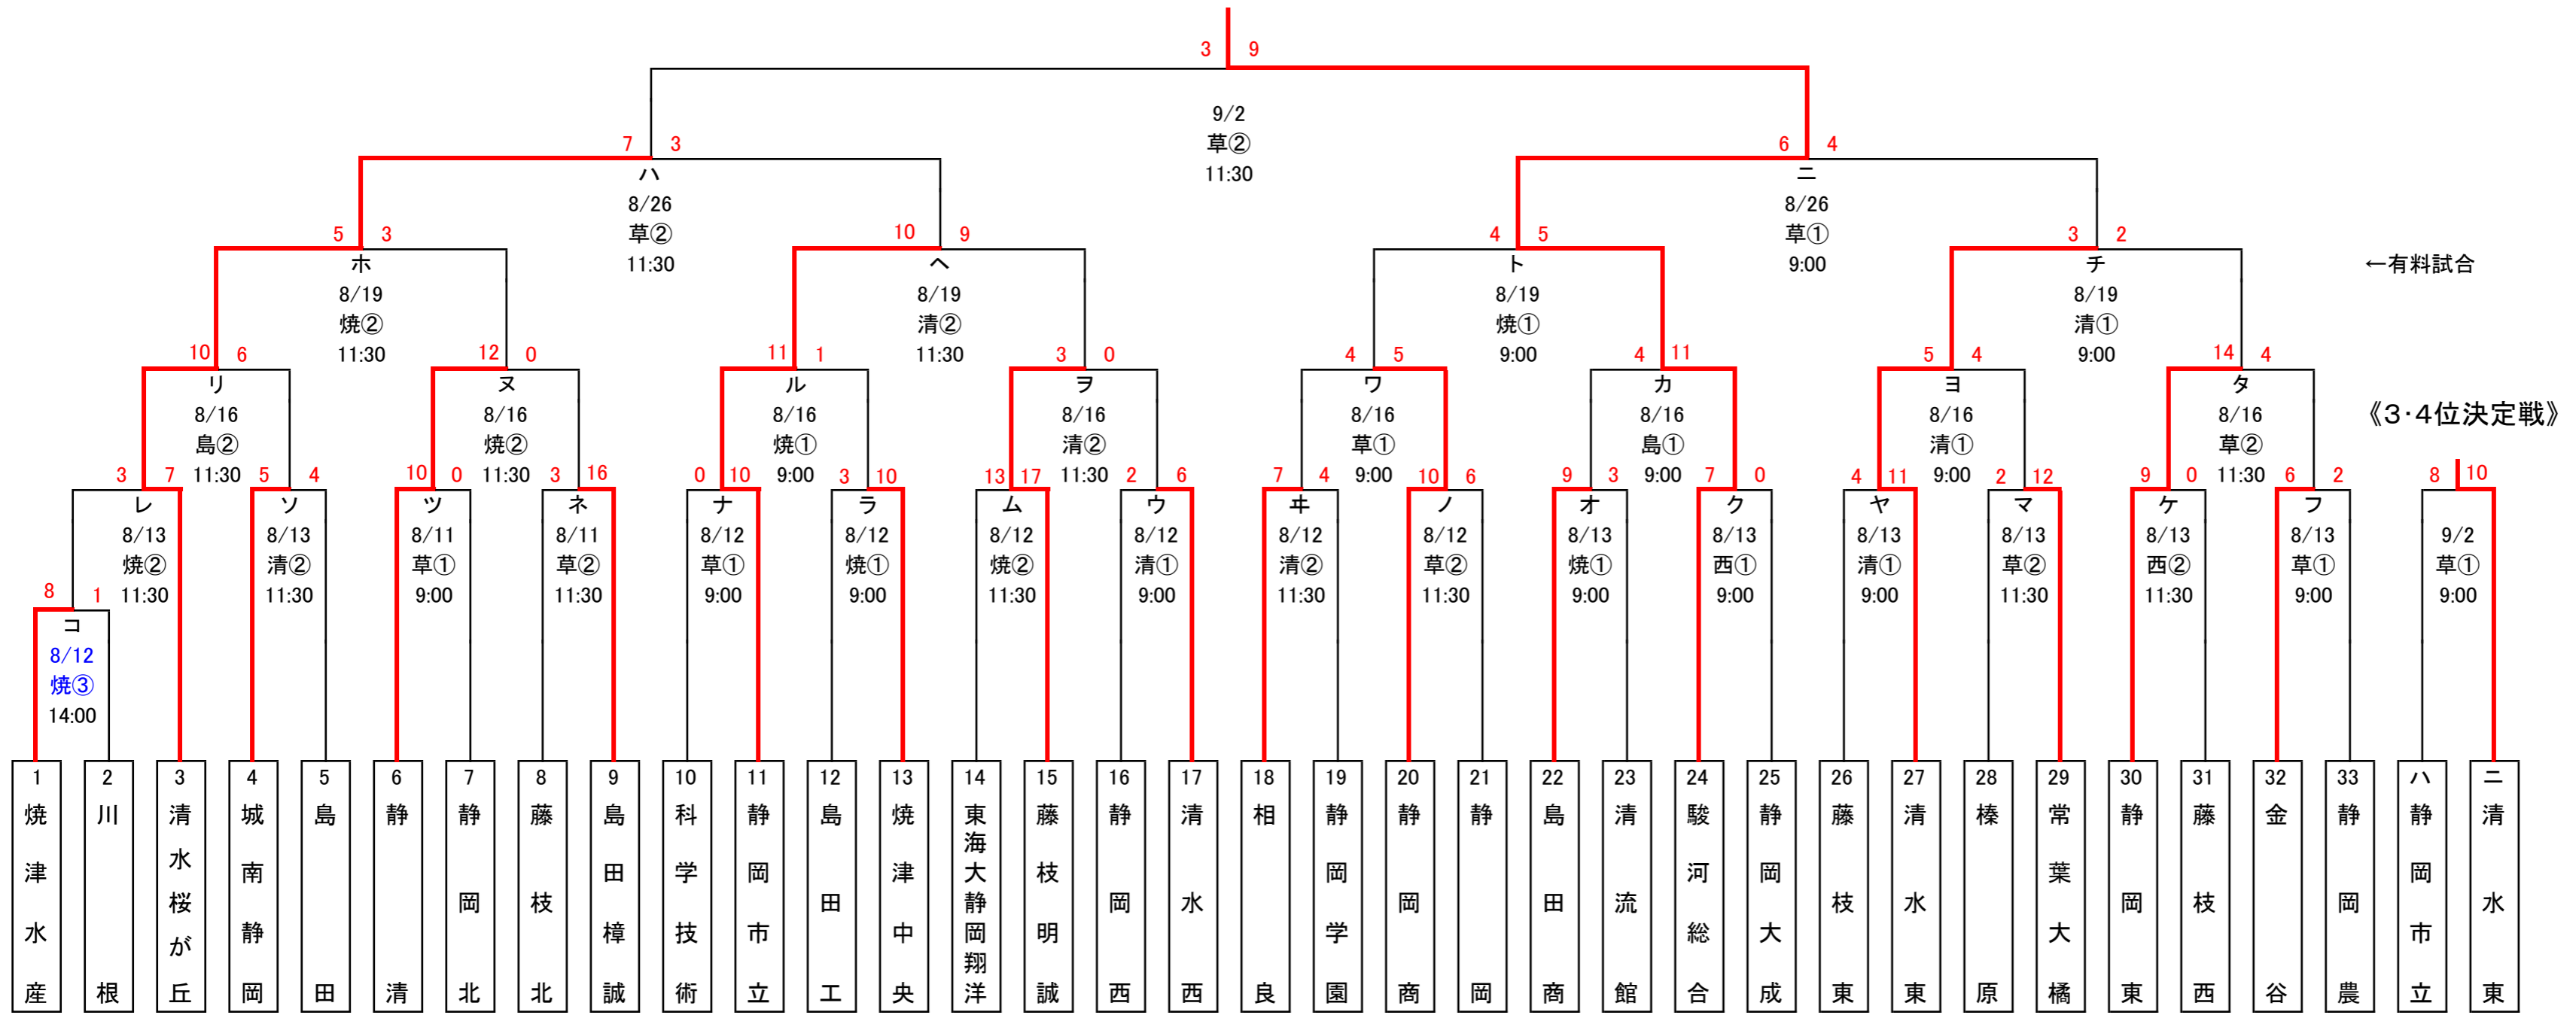 3 9
9/2
草②
11:30
7 3
ハ
8/26
草②
11:30
6 4
ニ
8/26
草①
9:00
5 3
ホ
8/19
焼②
11:30
10 9
ヘ
8/19
清②
11:30
4 5
ト
8/19
焼①
9:00
3 2
チ
8/19
清①
9:00
←有料試合
10 6
リ
8/16
島②
11:30
12 0
ヌ
8/16
焼②
11:30
11 1
ル
8/16
焼①
9:00
3 0
ヲ
8/16
清②
11:30
4 5
ワ
8/16
草①
9:00
4 11
カ
8/16
島①
9:00
5 4
ヨ
8/16
清①
9:00
14 4
タ
8/16
草②
11:30
《3・4位決定戦》
3 7
レ
8/13
焼②
11:30
5 4
ソ
8/13
清②
11:30
10 0
ツ
8/11
草①
9:00
3 16
ネ
8/11
草②
11:30
0 10
ナ
8/12
草①
9:00
3 10
ラ
8/12
焼①
9:00
13 17
ム
8/12
焼②
11:30
2 6
ウ
8/12
清①
9:00
7 4
ヰ
8/12
清②
11:30
10 6
ノ
8/12
草②
11:30
9 3
オ
8/13
焼①
9:00
7 0
ク
8/13
西①
9:00
4 11
ヤ
8/13
清①
9:00
2 12
マ
8/13
草②
11:30
9 0
ケ
8/13
西②
11:30
6 2
フ
8/13
草①
9:00
8 10
9/2
草①
9:00
8 1
コ
8/12
焼③
14:00
1 焼津水産
2 川根
3 清水桜が丘
4 城南静岡
5 島田
6 静清
7 静岡北
8 藤枝北
9 島田樟誠
10 科学技術
11 静岡市立
12 島田工
13 焼津中央
14 東海大静岡翔洋
15 藤枝明誠
16 静岡西
17 清水西
18 相良
19 静岡学園
20 静岡商
21 静岡
22 島田商
23 清流館
24 駿河総合
25 静岡大成
26 藤枝東
27 清水東
28 榛原
29 常葉大橘
30 静岡東
31 藤枝西
32 金谷
33 静岡農
ハ 静岡市立
ニ 清水東